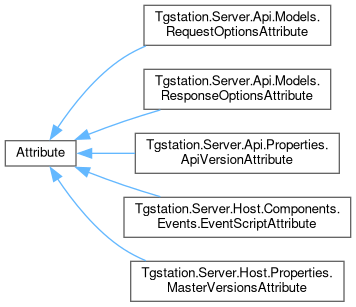 Tgstation.Server.Api.Models.
RequestOptionsAttribute
Tgstation.Server.Api.Models.
ResponseOptionsAttribute
Attribute
Tgstation.Server.Api.Properties.
ApiVersionAttribute
Tgstation.Server.Host.Components.
Events.EventScriptAttribute
Tgstation.Server.Host.Properties.
MasterVersionsAttribute